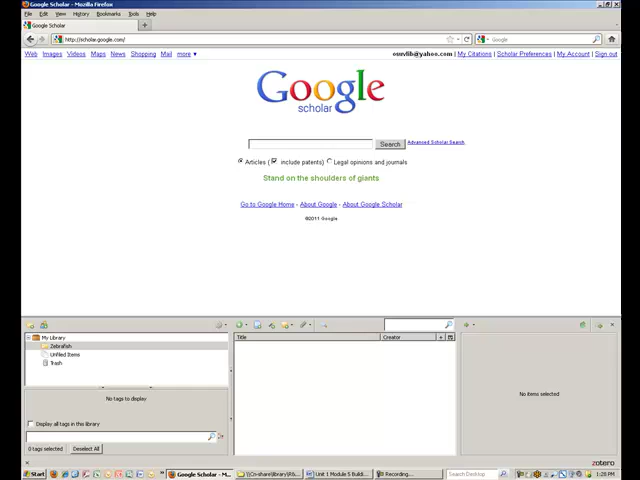 Google Scholar - Mozilla Firefox
File Edit View History Bookmarks Tools Help
Google Scholar
http://scholar.google.com/
Google
Web Images Videos Maps News Shopping Mail more ▾
osuvlib@yahoo.com | My Citations | Scholar Preferences | My Account | Sign out
Google
scholar
Search
Advanced Scholar Search
Articles ( include patents) Legal opinions and journals
Stand on the shoulders of giants
Go to Google Home - About Google - About Google Scholar
©2011 Google
My Library
Zebrafish
Unfiled Items
Trash
Title Creator
No items selected
No tags to display
Display all tags in this library
0 tags selected Deselect All
zotero
Start
Google Scholar - M...
Unit 1 Module 5 Buildi...
Recording...
Search Desktop
1:28 PM